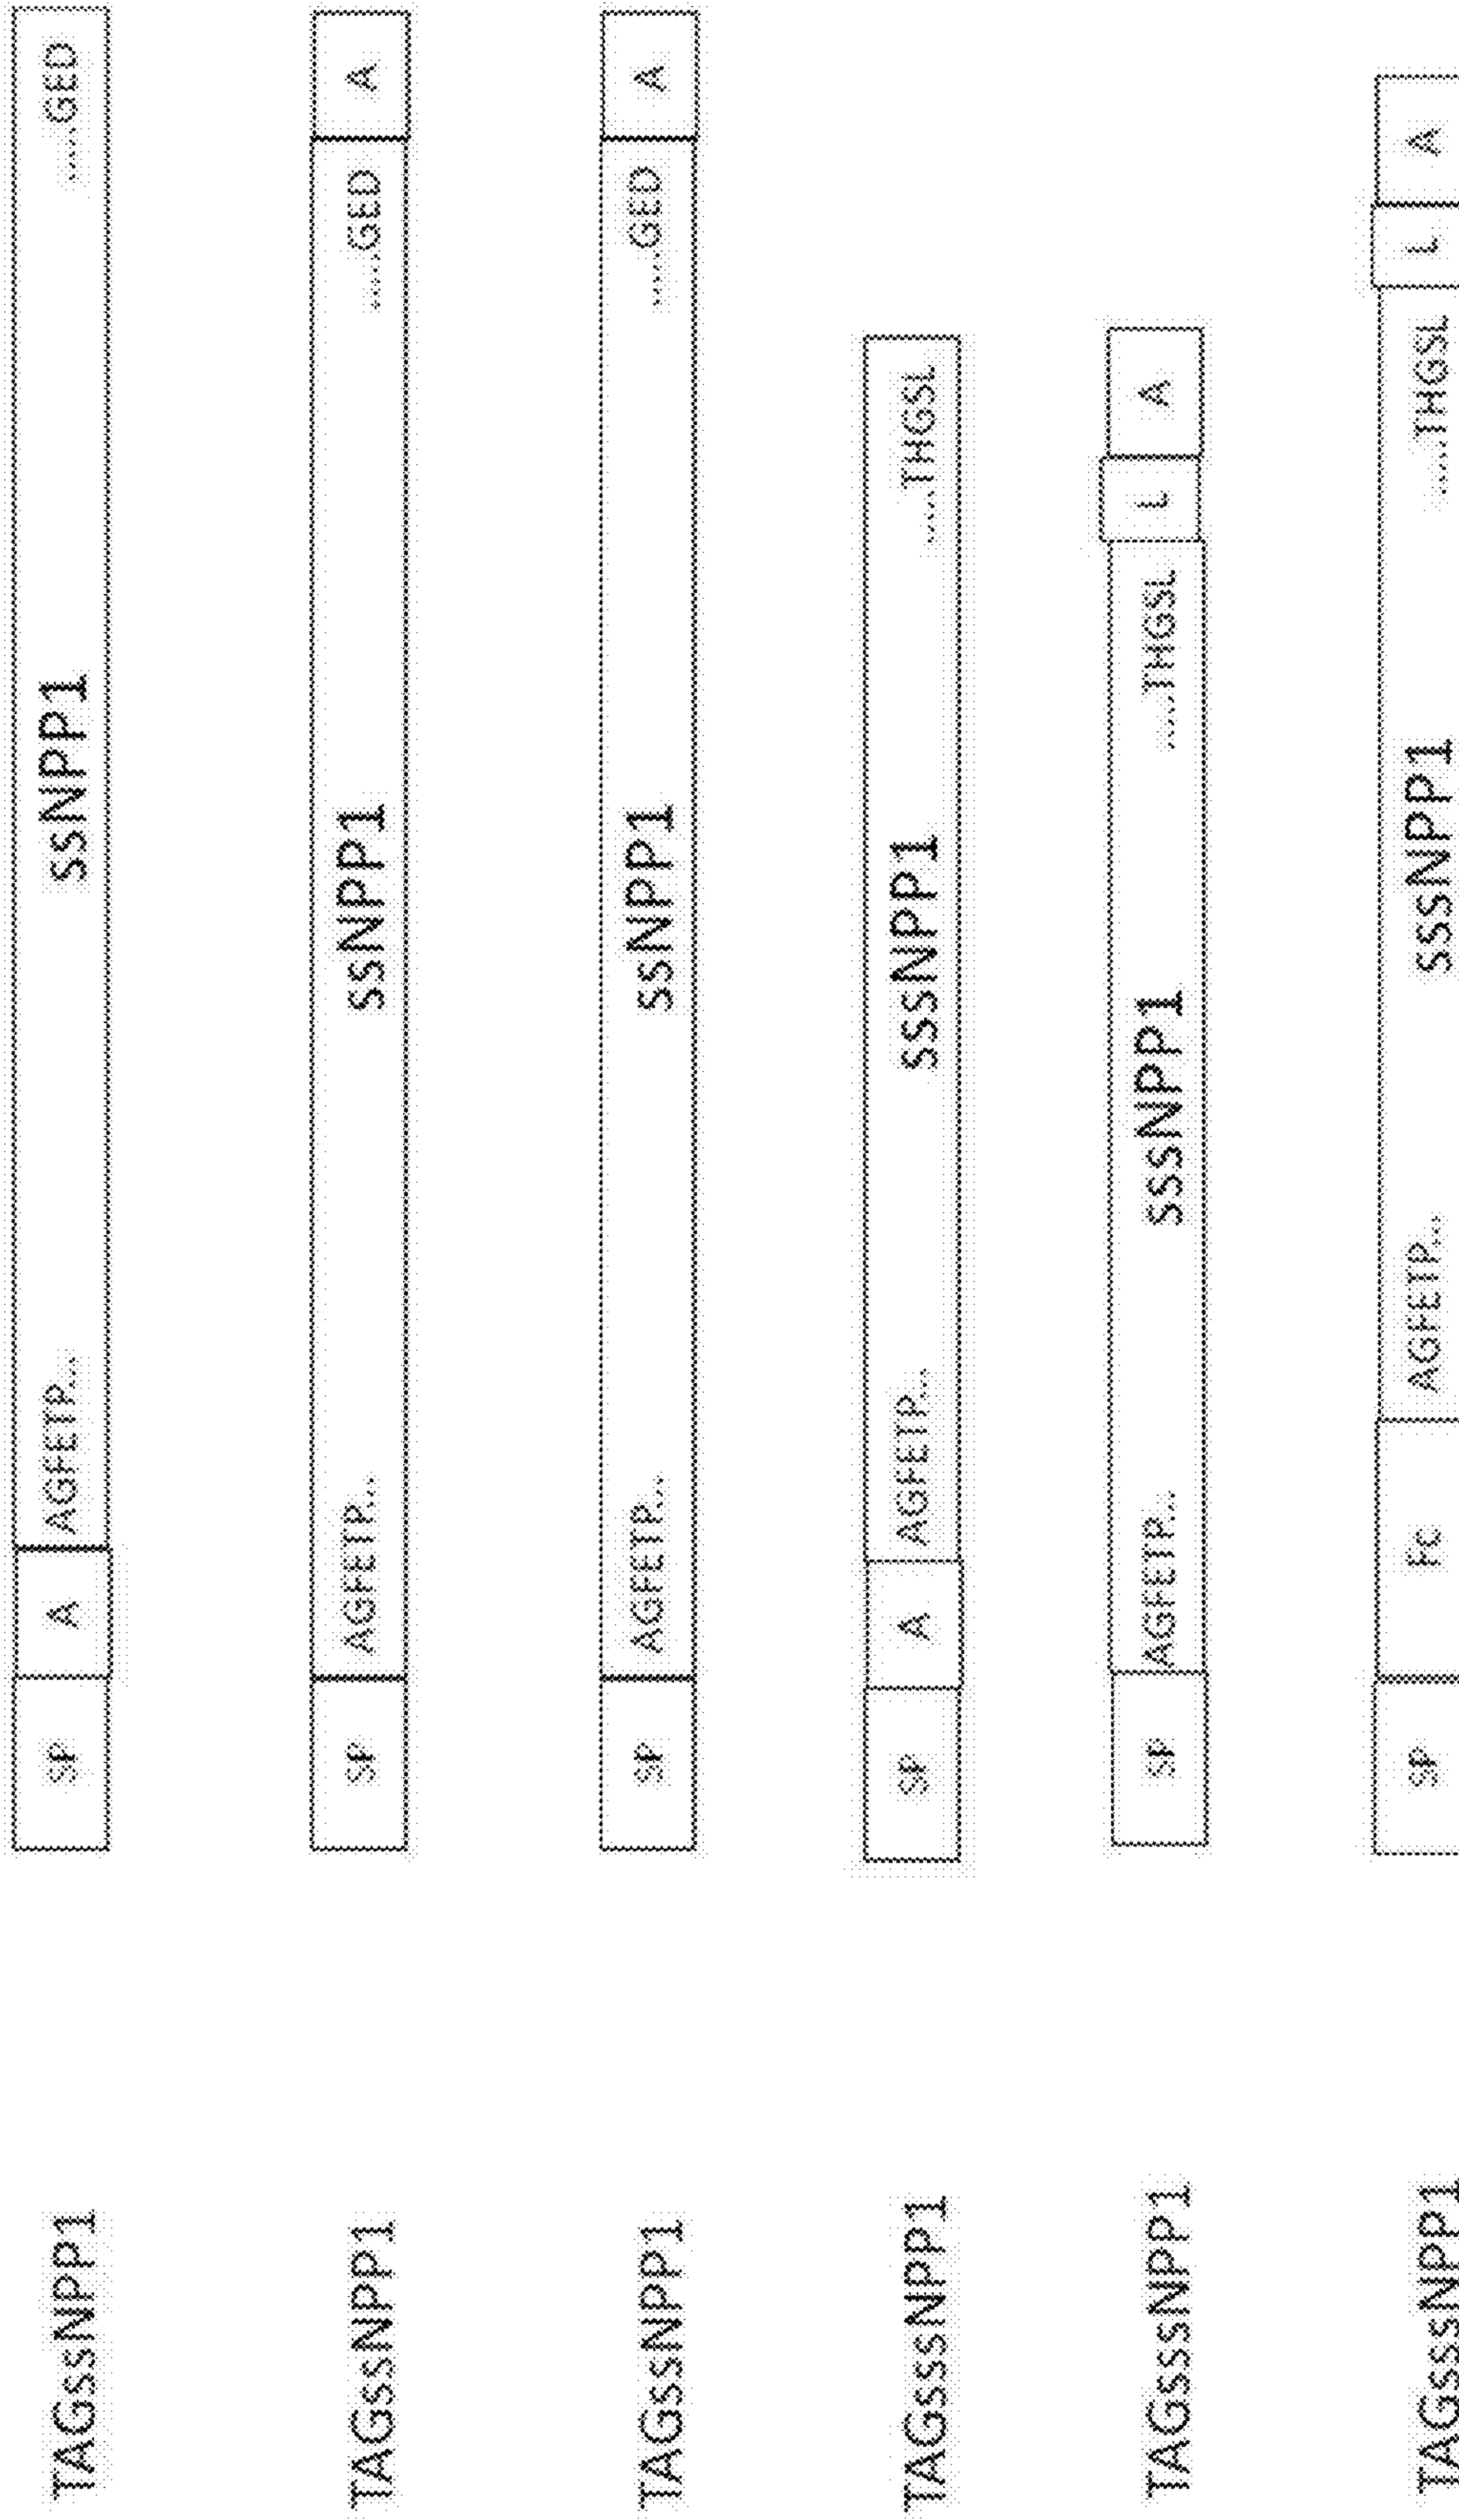 TAGssNPP1 SP A AGFETP... ssNPP1 .....GED
TAGssNPP1 SP AGFETP... ssNPP1 .....GED A
TAGssNPP1 SP AGFETP... ssNPP1 .....GED A
TAGsssNPP1 SP A AGFETP... sssNPP1 .....THGSL
TAGsssNPP1 SP AGFETP... sssNPP1 .....THGSL L A
TAGsssNPP1 SP Fc AGFETP... sssNPP1 .....THGSL L A